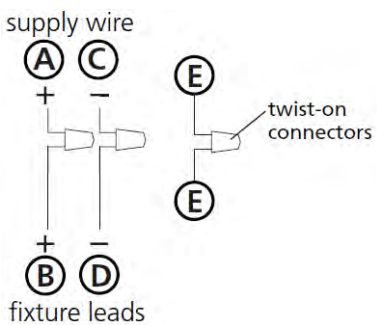 supply wire
A C
+ −
E
twist-on
connectors
E
+ −
B D
fixture leads